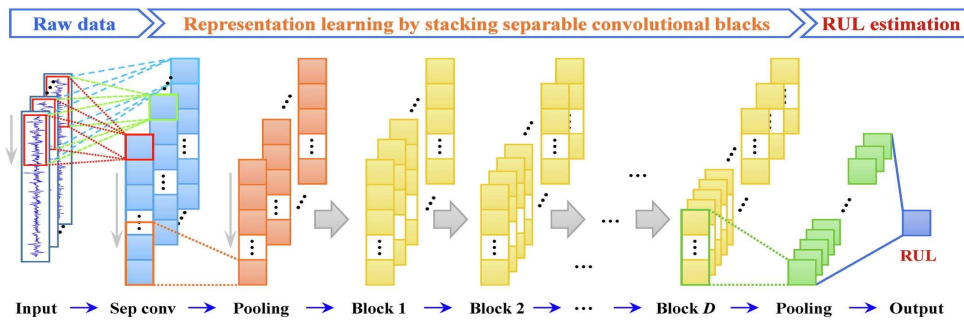 Raw data
Representation learning by stacking separable convolutional blacks
RUL estimation
RUL
Input
Sep conv
Pooling
Block 1
Block 2
...
Block D
Pooling
Output